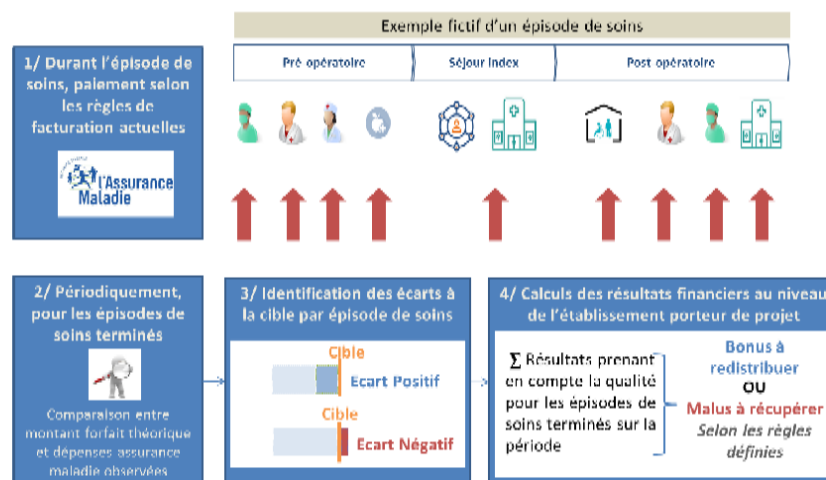 Exemple fictif d'un épisode de soins
1/ Durant l'épisode de
soins, paiement selon
les règles de
facturation actuelles
l'Assurance
Maladie
Pré opératoire
Séjour index
Post opératoire
2/ Périodiquement,
pour les épisodes de
soins terminés
Comparaison entre
montant forfait théorique
et dépenses assurance
maladie observées
3/ Identification des écarts à
la cible par épisode de soins
Cible
Ecart Positif
Cible
Ecart Négatif
4/ Calculs des résultats financiers au niveau
de l'établissement porteur de projet
∑ Résultats prenant
en compte la qualité
pour les épisodes de
soins terminés sur la
période
Bonus à
redistribuer
OU
Malus à récupérer
Selon les règles
définies